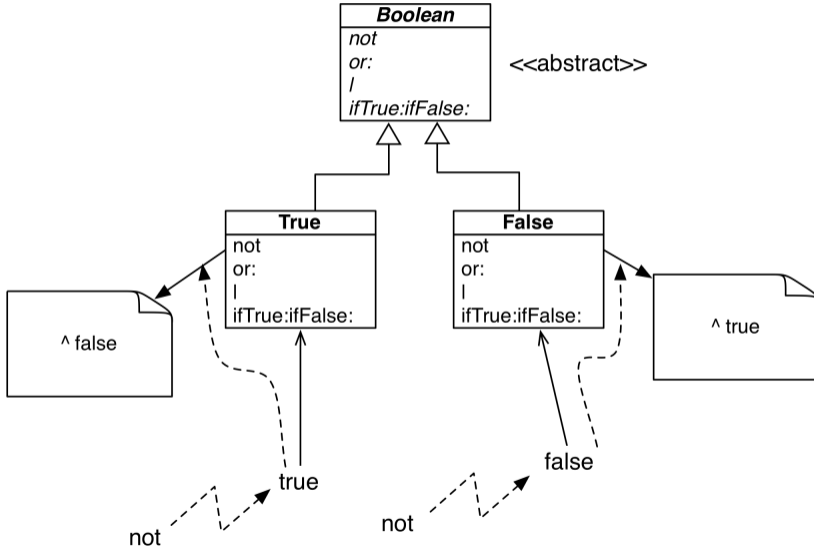 Boolean
not
or:
|
ifTrue:ifFalse:
<<abstract>>
True
not
or:
|
ifTrue:ifFalse:
False
not
or:
|
ifTrue:ifFalse:
^ false
^ true
true
false
not
not